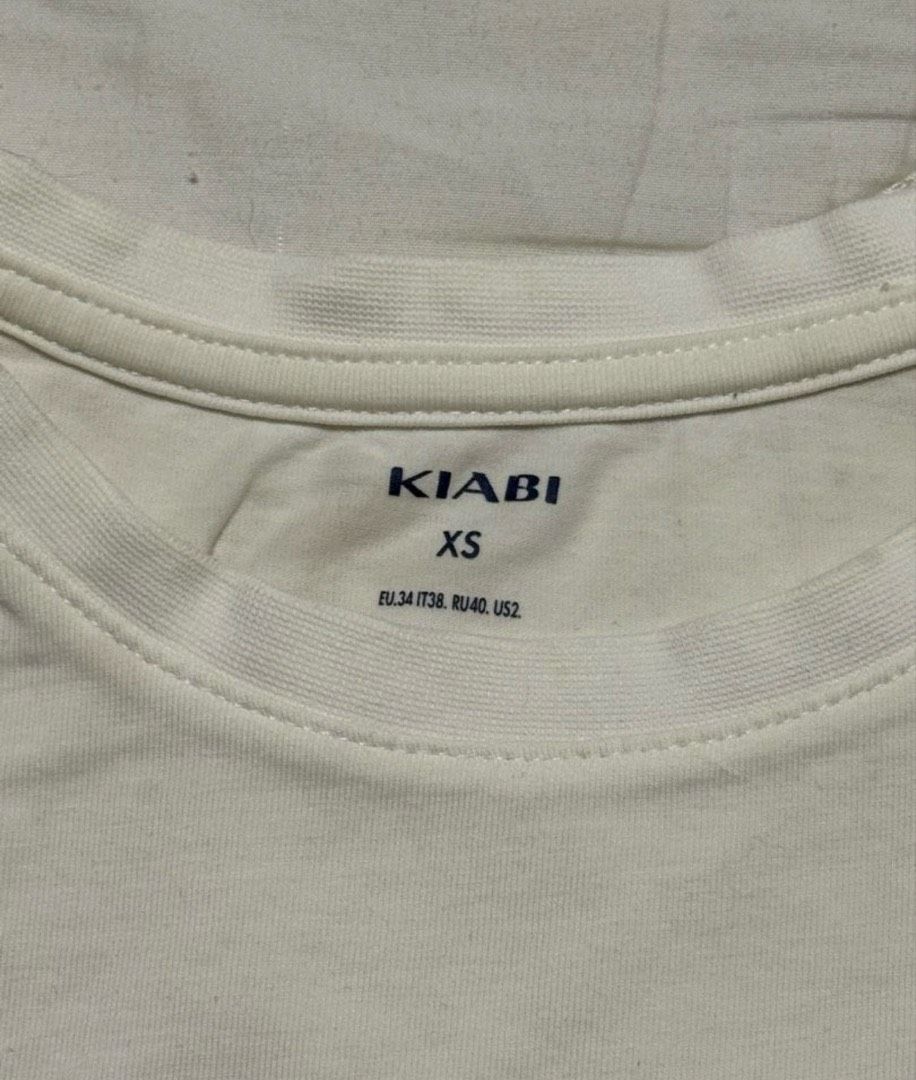 KIABI
XS
EU.34 IT38. RU40. US2.